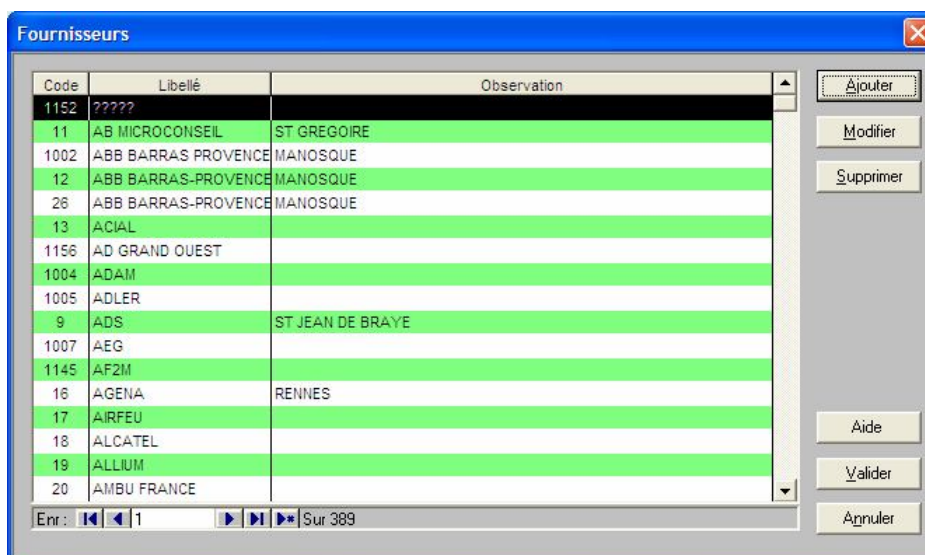 Fournisseurs
Code Libellé Observation
1152 ?????
11 AB MICROCONSEIL ST GREGOIRE
1002 ABB BARRAS PROVENCE MANOSQUE
12 ABB BARRAS-PROVENCE MANOSQUE
26 ABB BARRAS-PROVENCE MANOSQUE
13 ACIAL
1156 AD GRAND OUEST
1004 ADAM
1005 ADLER
9 ADS ST JEAN DE BRAYE
1007 AEG
1145 AF2M
16 AGENA RENNES
17 AIRFEU
18 ALCATEL
19 ALLIUM
20 AMBU FRANCE
Enr : 1 Sur 389
Ajouter
Modifier
Supprimer
Aide
Valider
Annuler